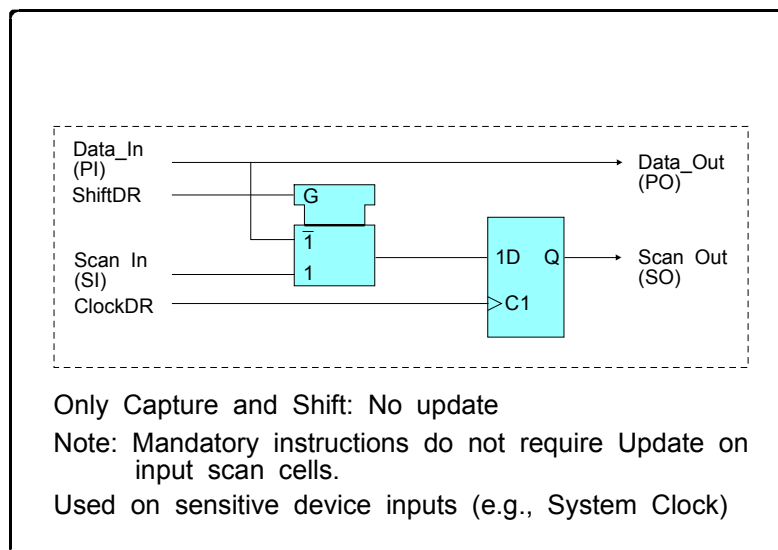 Data_In
(PI)
ShiftDR
G
Data_Out
(PO)
1̅
1
Scan In
(SI)
ClockDR
1D Q
C1
Scan Out
(SO)
Only Capture and Shift: No update
Note: Mandatory instructions do not require Update on
input scan cells.
Used on sensitive device inputs (e.g., System Clock)